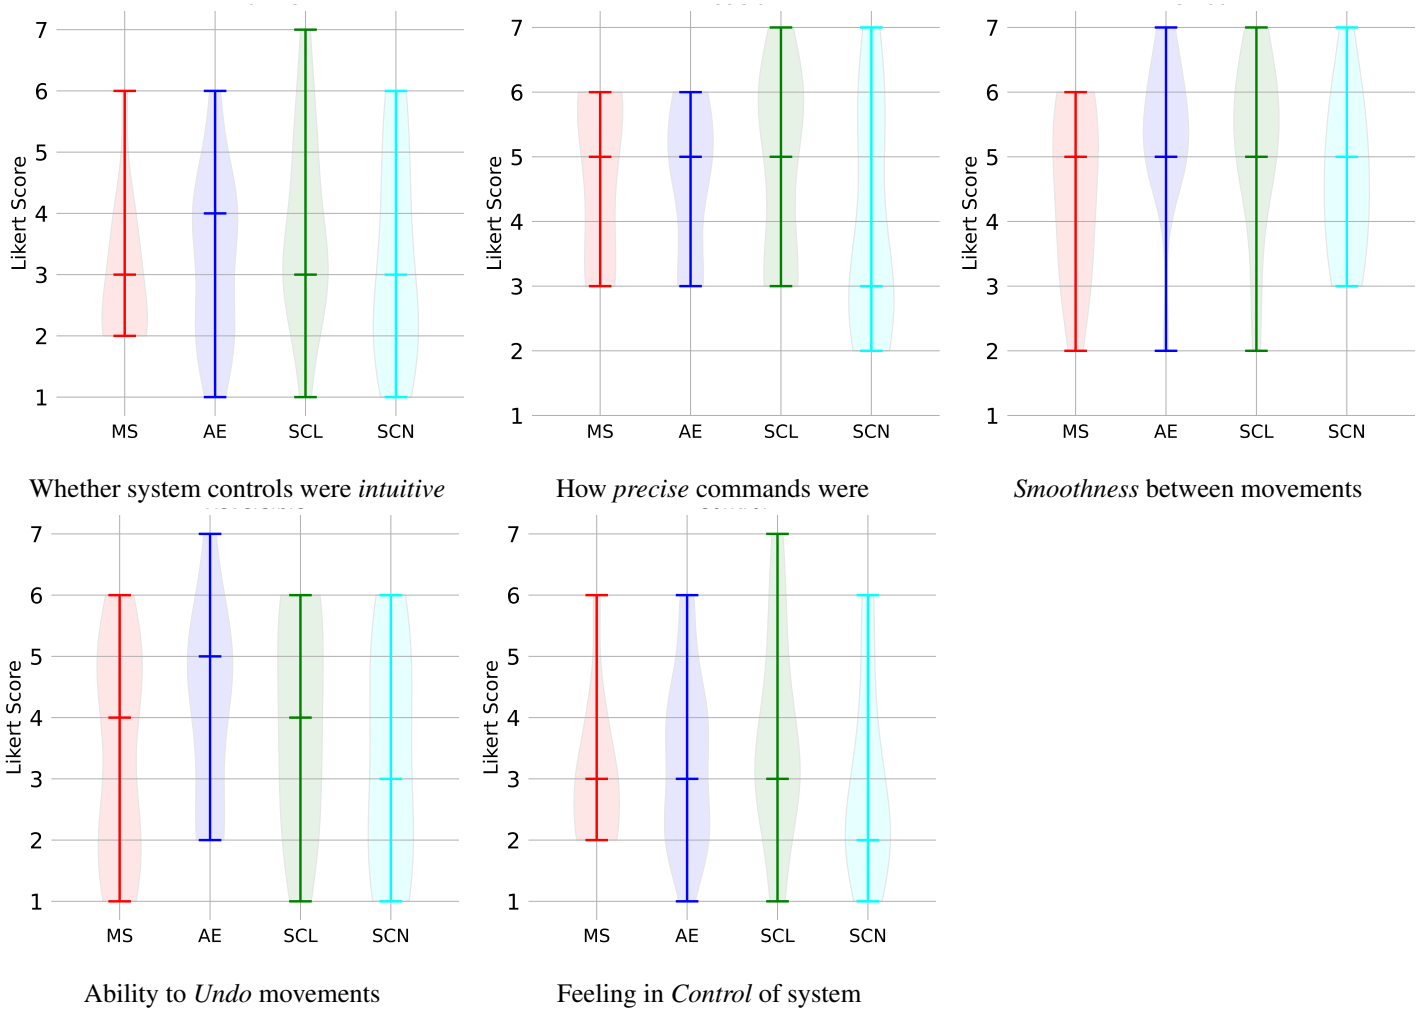 7
6
5
4
3
2
1
Likert Score
MS AE SCL SCN
Whether system controls were intuitive
7
6
5
4
3
2
1
Likert Score
MS AE SCL SCN
How precise commands were
7
6
5
4
3
2
1
Likert Score
MS AE SCL SCN
Smoothness between movements
7
6
5
4
3
2
1
Likert Score
MS AE SCL SCN
Ability to Undo movements
7
6
5
4
3
2
1
Likert Score
MS AE SCL SCN
Feeling in Control of system